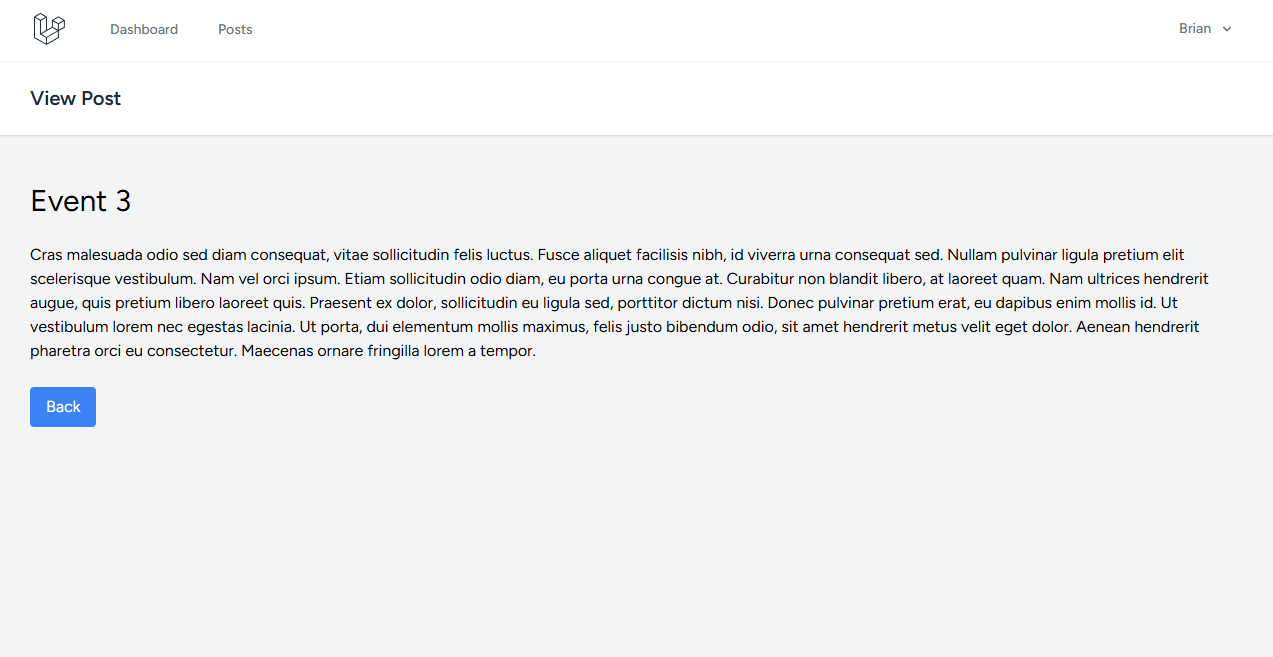 Dashboard
Posts
Brian
View Post
Event 3
Cras malesuada odio sed diam consequat, vitae sollicitudin felis luctus. Fusce aliquet facilisis nibh, id viverra urna consequat sed. Nullam pulvinar ligula pretium elit
scelerisque vestibulum. Nam vel orci ipsum. Etiam sollicitudin odio diam, eu porta urna congue at. Curabitur non blandit libero, at laoreet quam. Nam ultrices hendrerit
augue, quis pretium libero laoreet quis. Praesent ex dolor, sollicitudin eu ligula sed, porttitor dictum nisi. Donec pulvinar pretium erat, eu dapibus enim mollis id. Ut
vestibulum lorem nec egestas lacinia. Ut porta, dui elementum mollis maximus, felis justo bibendum odio, sit amet hendrerit metus velit eget dolor. Aenean hendrerit
pharetra orci eu consectetur. Maecenas ornare fringilla lorem a tempor.
Back